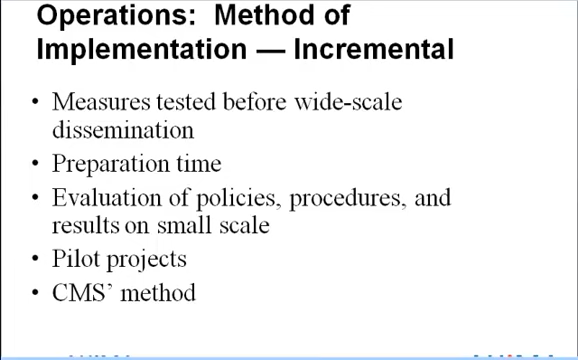 Operations:  Method of
Implementation — Incremental
• Measures tested before wide-scale
dissemination
• Preparation time
• Evaluation of policies, procedures, and
results on small scale
• Pilot projects
• CMS’ method